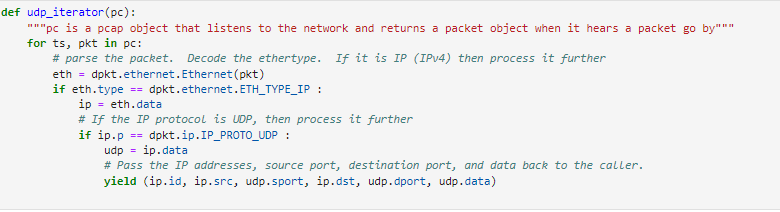 def udp_iterator(pc):
    """pc is a pcap object that listens to the network and returns a packet object when it hears a packet go by"""
    for ts, pkt in pc:
        # parse the packet.  Decode the ethertype.  If it is IP (IPv4) then process it further
        eth = dpkt.ethernet.Ethernet(pkt)
        if eth.type == dpkt.ethernet.ETH_TYPE_IP :
            ip = eth.data
            # If the IP protocol is UDP, then process it further
            if ip.p == dpkt.ip.IP_PROTO_UDP :
                udp = ip.data
                # Pass the IP addresses, source port, destination port, and data back to the caller.
                yield (ip.id, ip.src, udp.sport, ip.dst, udp.dport, udp.data)